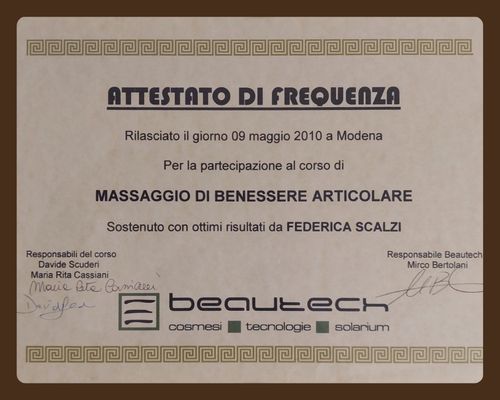 ATTESTATO DI FREQUENZA
Rilasciato il giorno 09 maggio 2010 a Modena
Per la partecipazione al corso di
MASSAGGIO DI BENESSERE ARTICOLARE
Sostenuto con ottimi risultati da FEDERICA SCALZI
Responsabili del corso
Davide Scuderi
Maria Rita Cassiani
Responsabile Beautech
Mirco Bertolani
beautech
cosmesi tecnologie solarium